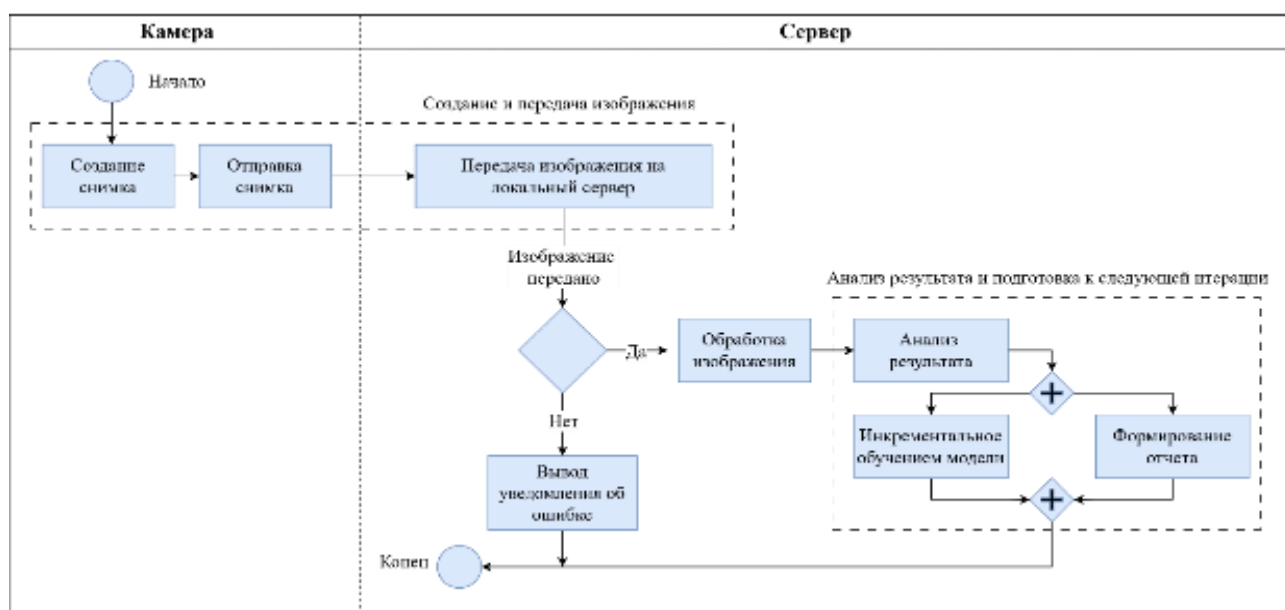 Камера
Сервер
Начало
Создание и передача изображения
Создание
снимка
Отправка
снимка
Передача изображения на
локальный сервер
Изображение
передано
Анализ результата и подготовка к следующей итерации
Да
Обработка
изображения
Анализ
результата
Нет
Инкрементальное
обучением модели
Формирование
отчета
Вывод
уведомления об
ошибке
Конец